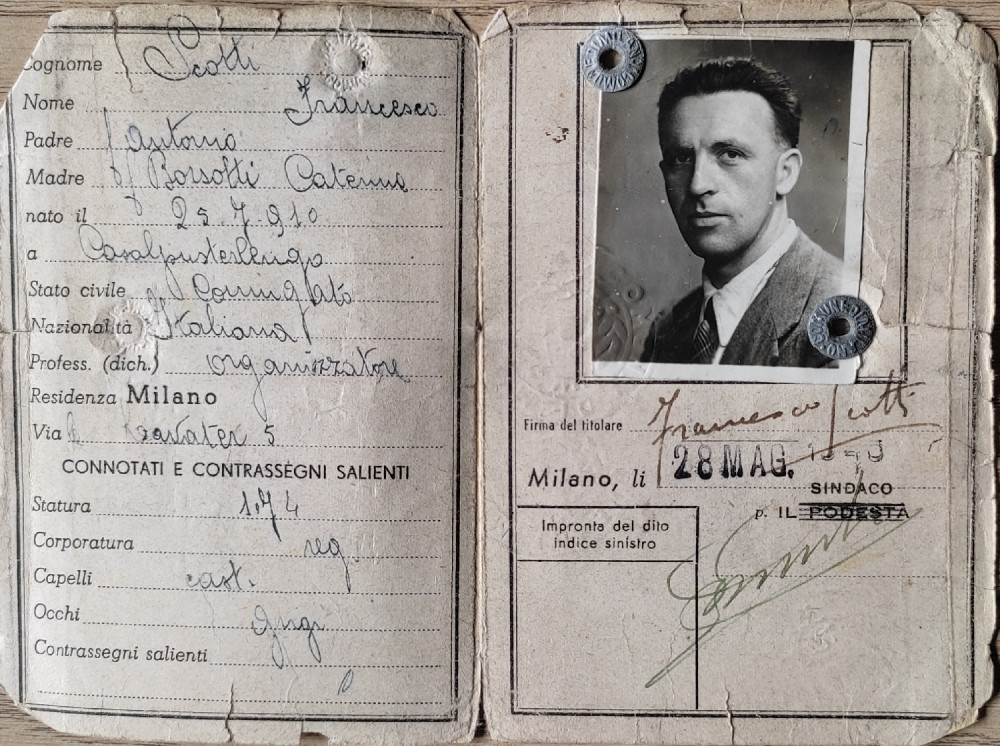 Cognome Scotti
Nome Francesco
Padre fu Antonio
Madre fu Borsotti Caterina
nato il 25.7.910
a Casalpusterlengo
Stato civile Coniugato
Nazionalità Italiana
Profess. (dich.) organizzatore
Residenza Milano
Via Lavater 5
CONNOTATI E CONTRASSEGNI SALIENTI
Statura 1.74
Corporatura reg
Capelli cast.
Occhi grigi
Contrassegni salienti
Firma del titolare Francesco Scotti
Milano, li 28 MAG.
SINDACO
p. IL PODESTÀ
Impronta del dito
indice sinistro